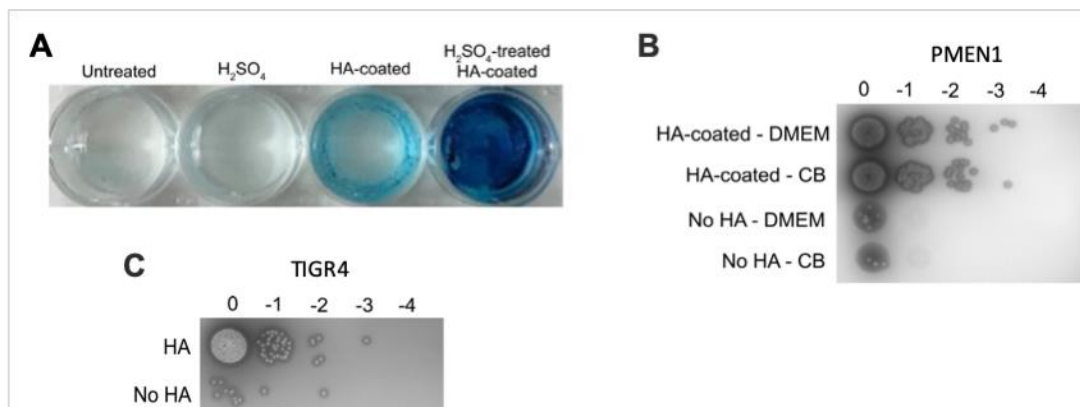 A
Untreated
H₂SO₄
HA-coated
H₂SO₄-treated
HA-coated
B
PMEN1
0 -1 -2 -3 -4
HA-coated - DMEM
HA-coated - CB
No HA - DMEM
No HA - CB
C
TIGR4
0 -1 -2 -3 -4
HA
No HA